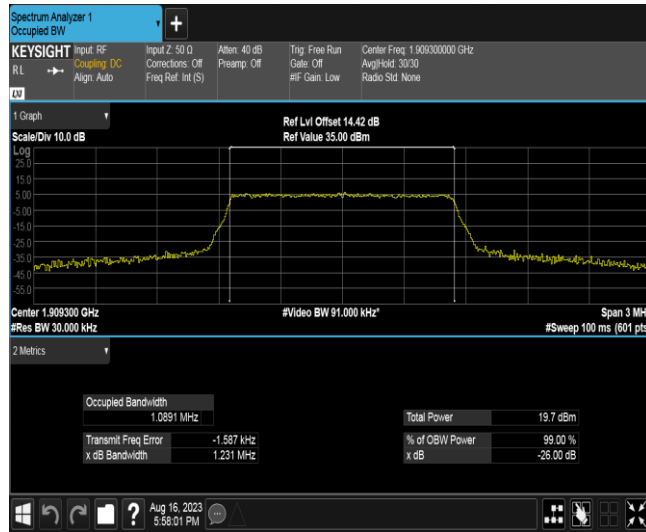 Spectrum Analyzer 1
Occupied BW
+
KEYSIGHT
R L
LXI
Input: RF
Coupling: DC
Align: Auto
Input Z: 50 Ω
Corrections: Off
Freq Ref: Int (S)
Atten: 40 dB
Preamp: Off
Trig: Free Run
Gate: Off
#IF Gain: Low
Center Freq: 1.909300000 GHz
Avg|Hold: 30/30
Radio Std: None
1 Graph
Scale/Div 10.0 dB
Ref Lvl Offset 14.42 dB
Ref Value 35.00 dBm
Log
25.0
15.0
5.00
-5.00
-15.0
-25.0
-35.0
-45.0
-55.0
Center 1.909300 GHz
#Res BW 30.000 kHz
#Video BW 91.000 kHz*
Span 3 MH
#Sweep 100 ms (601 pts
2 Metrics
Occupied Bandwidth
1.0891 MHz
Transmit Freq Error -1.587 kHz
x dB Bandwidth 1.231 MHz
Total Power 19.7 dBm
% of OBW Power 99.00 %
x dB -26.00 dB
?
Aug 16, 2023
5:58:01 PM